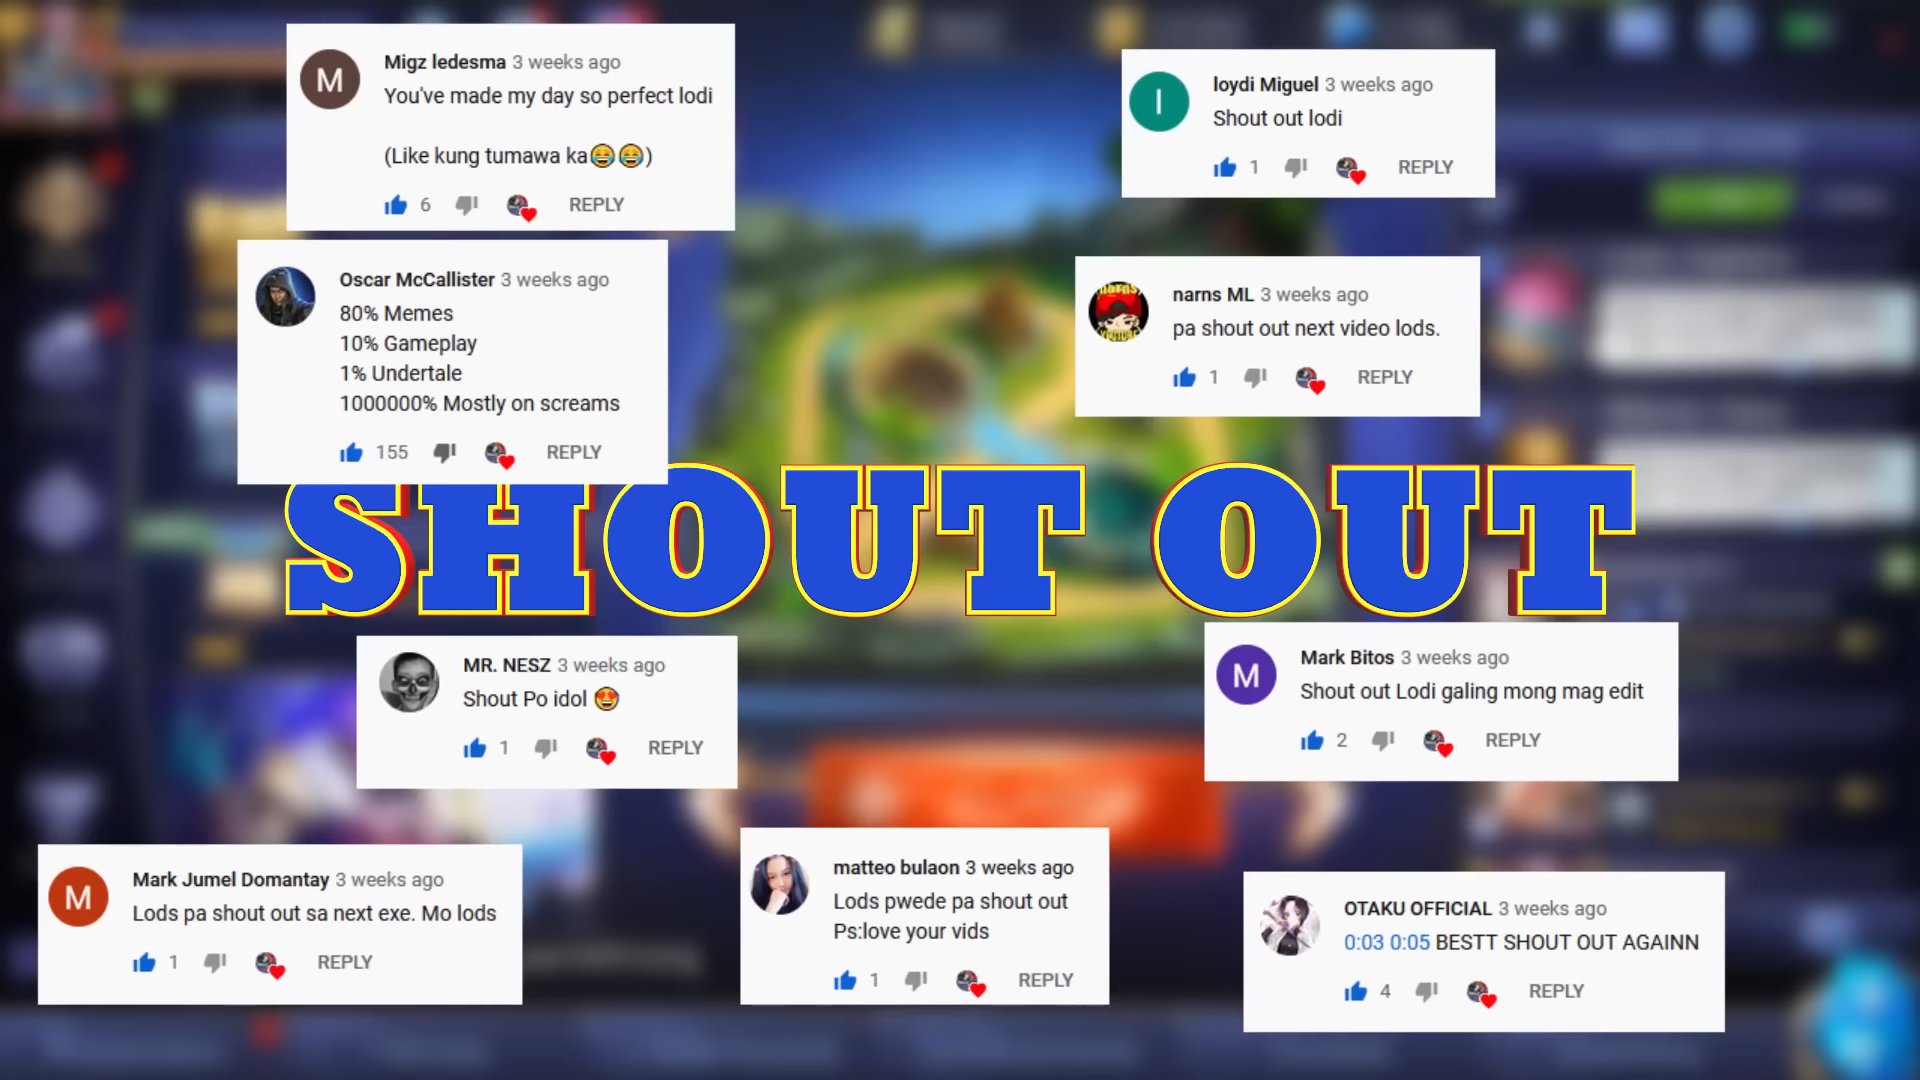 Migz ledesma 3 weeks ago
You've made my day so perfect lodi
(Like kung tumawa ka😂😂)
6 REPLY
loydi Miguel 3 weeks ago
Shout out lodi
1 REPLY
Oscar McCallister 3 weeks ago
80% Memes
10% Gameplay
1% Undertale
1000000% Mostly on screams
155 REPLY
narns ML 3 weeks ago
pa shout out next video lods.
1 REPLY
SHOUT OUT
MR. NESZ 3 weeks ago
Shout Po idol 😍
1 REPLY
Mark Bitos 3 weeks ago
Shout out Lodi galing mong mag edit
2 REPLY
Mark Jumel Domantay 3 weeks ago
Lods pa shout out sa next exe. Mo lods
1 REPLY
matteo bulaon 3 weeks ago
Lods pwede pa shout out
Ps:love your vids
1 REPLY
OTAKU OFFICIAL 3 weeks ago
0:03 0:05 BESTT SHOUT OUT AGAINN
4 REPLY